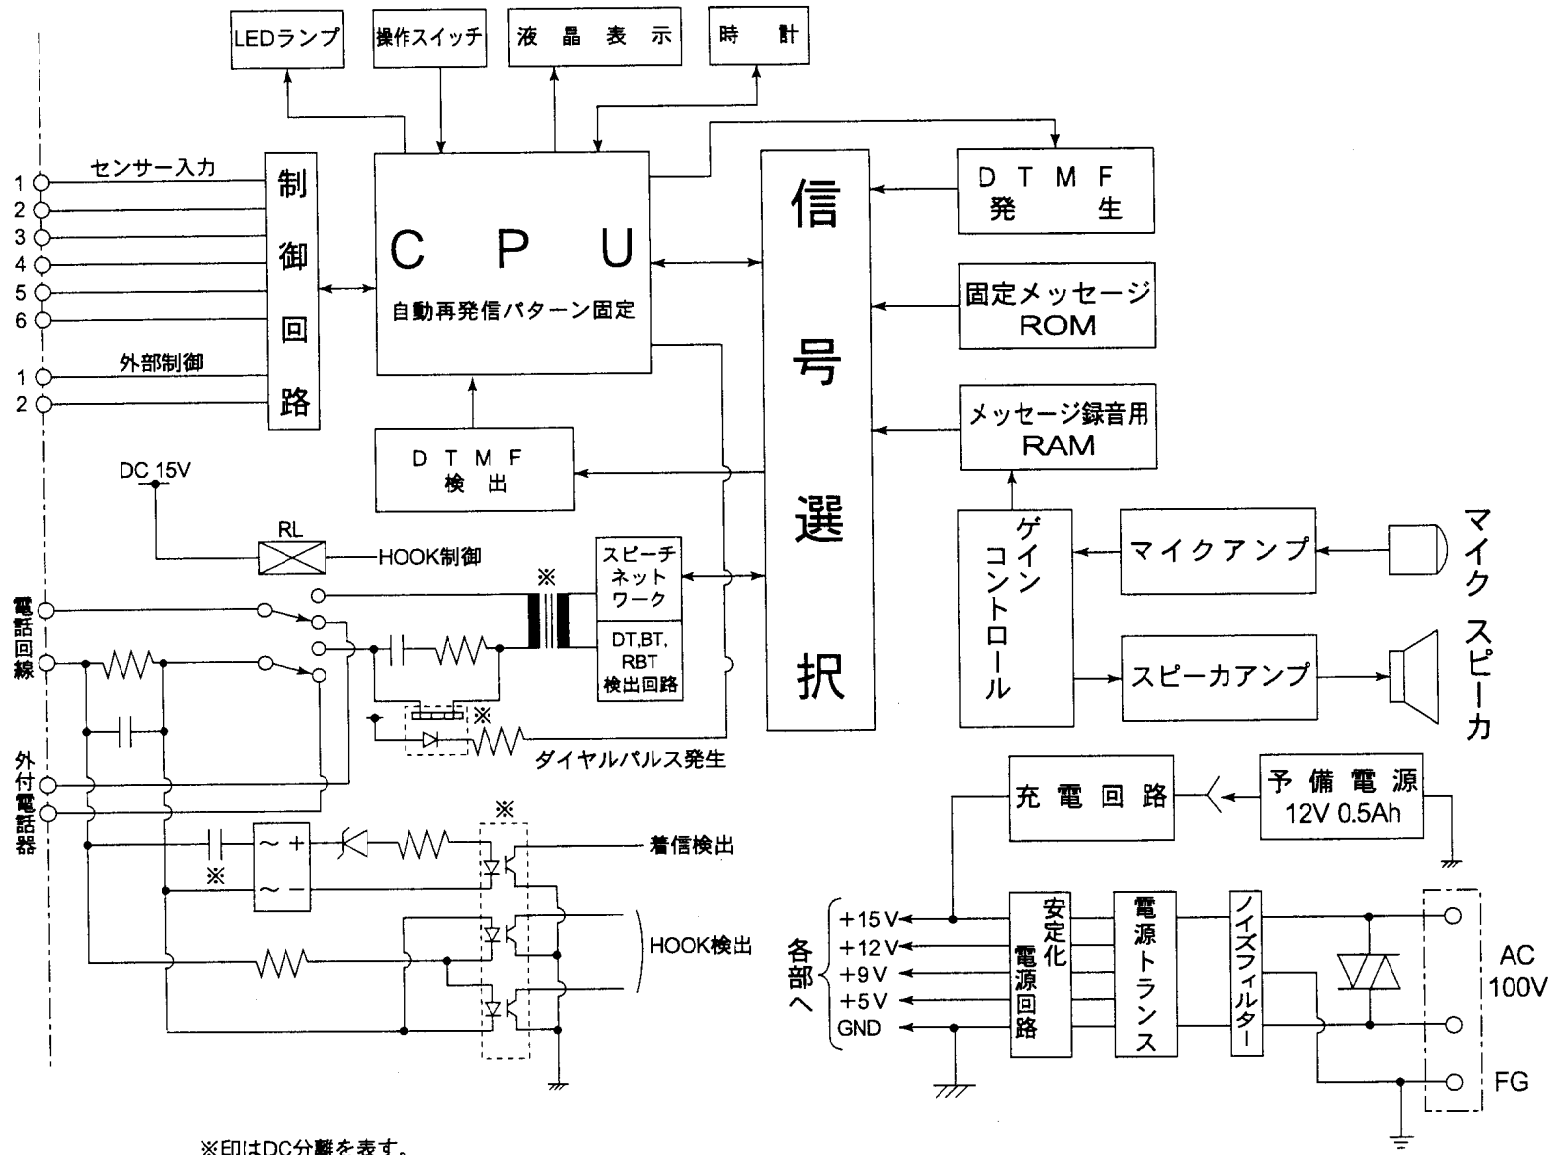 LEDランプ
操作スイッチ
液晶表示
時計
センサー入力
1
2
3
4
5
6
外部制御
1
2
制御回路
CPU
自動再発信パターン固定
信号選択
DTMF
発生
固定メッセージ
ROM
メッセージ録音用
RAM
DTMF
検出
DC 15V
RL
HOOK制御
ゲイン
コントロール
マイクアンプ
マイク
スピーカアンプ
スピーカ
電話回線
※
スピーチ
ネット
ワーク
DT,BT,
RBT
検出回路
※
ダイヤルパルス発生
外付電話器
※
~ +
~ −
※
着信検出
HOOK検出
充電回路
予備電源
12V 0.5Ah
各部へ
+15V
+12V
+9V
+5V
GND
安定化
電源回路
電源トランス
ノイズフィルター
AC
100V
FG
※印はDC分離を表す。